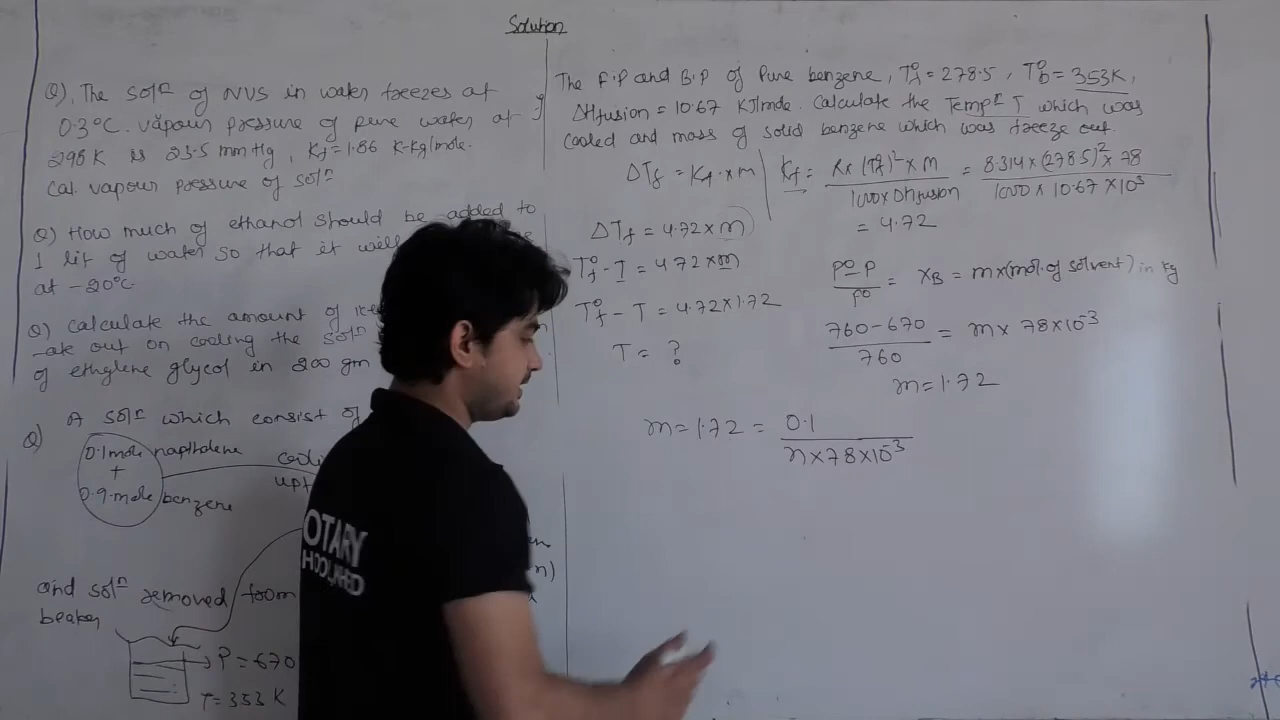 Solution
Q). The solⁿ of NVS in water freezes at
0.3°C. vapour pressure of pure water at
298K is 23.5 mmHg, Kf=1.86 K-Kg/mole.
Cal. vapour pressure of solⁿ
Q) How much of ethanol should be added to
1 lit of water so that it will
at -20°C.
Q) Calculate the amount of ice
-ate out on cooling the solⁿ
of ethylene glycol in 200 gm
Q) A solⁿ which consist of
0.1 mole napthalene
+
0.9 mole benzene
upt
and solⁿ removed from
beaker
P = 670
T = 353 K
OTARY
The F.P and B.P of Pure benzene, T°f = 278.5, T°b = 353K,
ΔHfusion = 10.67 KJ/mole. Calculate the Tempʳ T which was
cooled and mass of solid benzene which was freeze out.
ΔTf = Kf × m
Kf = R × (T°f)² × M / 1000 × ΔHfusion = 8.314 × (278.5)² × 78 / 1000 × 10.67 × 10³
= 4.72
ΔTf = 4.72 × m
T°f - T = 4.72 × m
T°f - T = 4.72 × 1.72
T = ?
P° - P / P° = XB = m × (mol. of solvent) in Kg
760 - 670 / 760 = m × 78 × 10⁻³
m = 1.72
m = 1.72 = 0.1 / n × 78 × 10⁻³